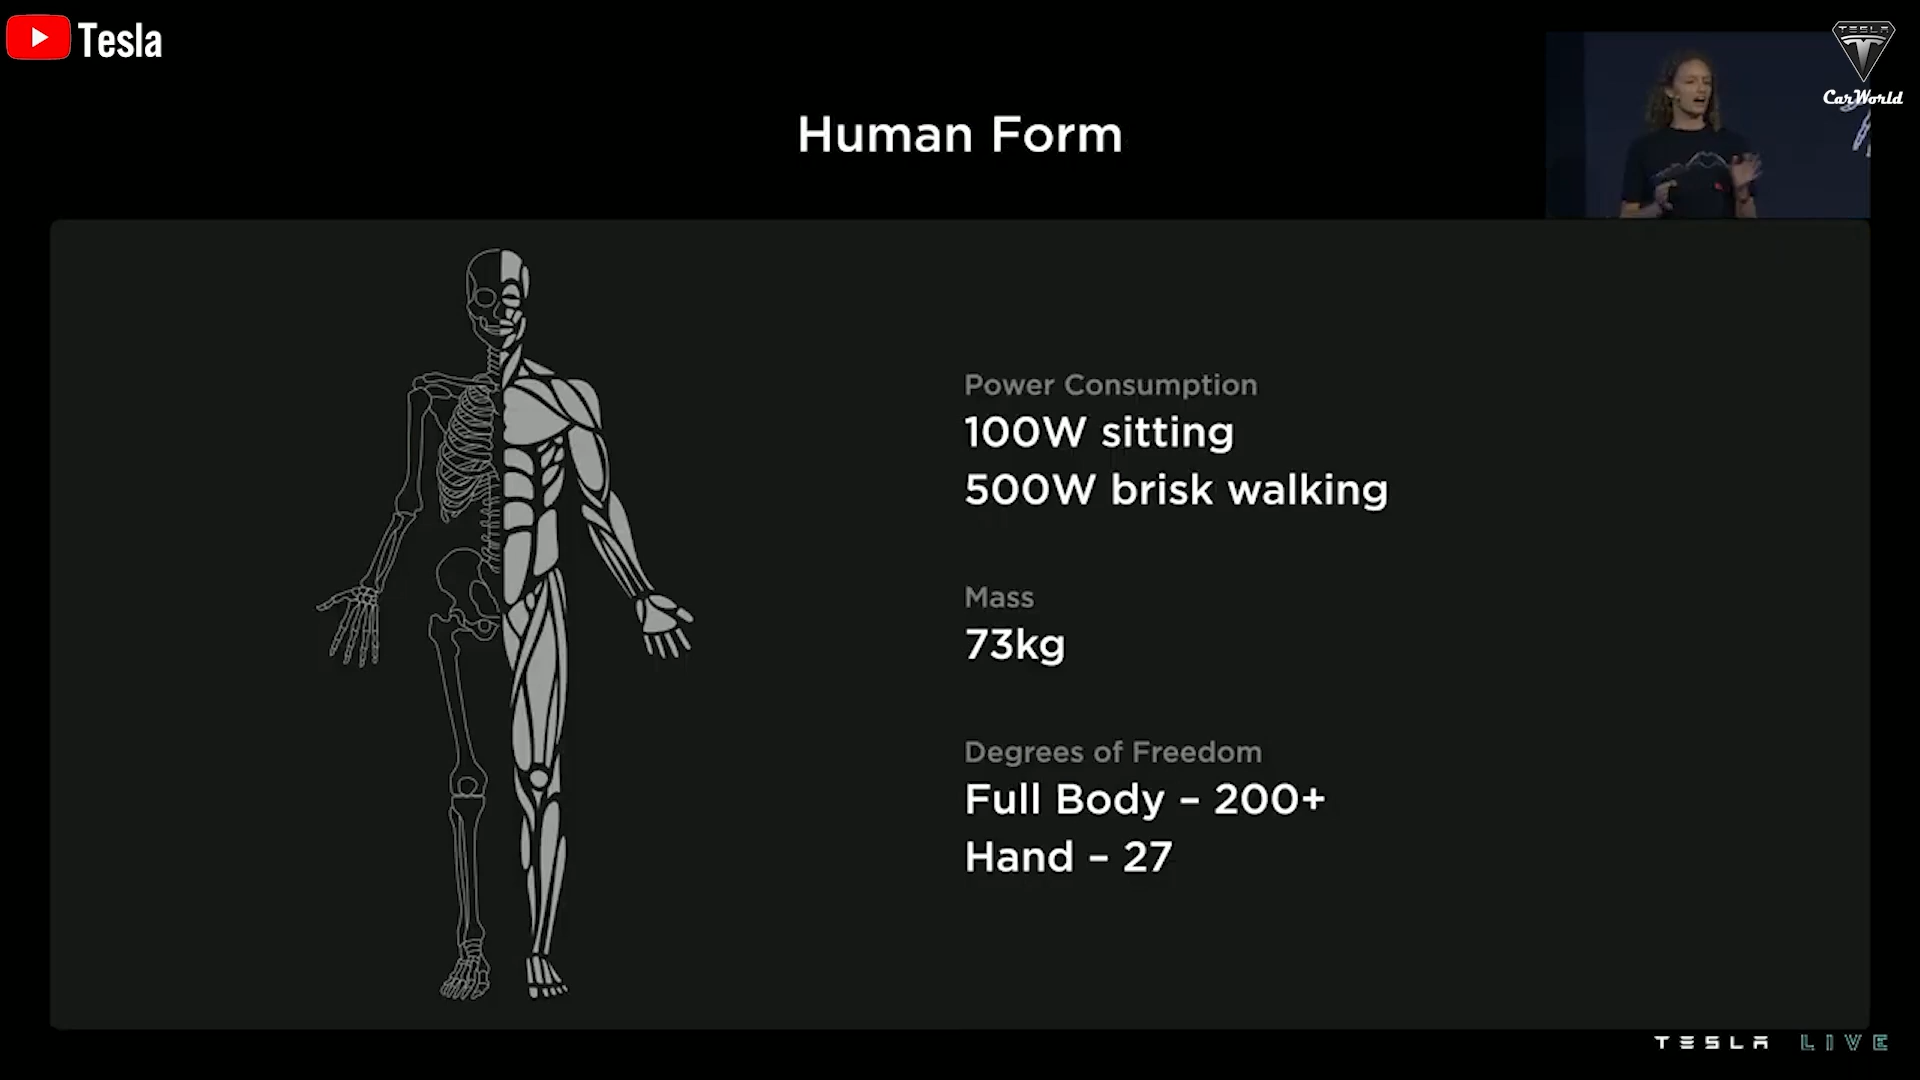 Tesla
TESLA
CarWorld
Human Form
Power Consumption
100W sitting
500W brisk walking
Mass
73kg
Degrees of Freedom
Full Body – 200+
Hand – 27
TESLA LIVE